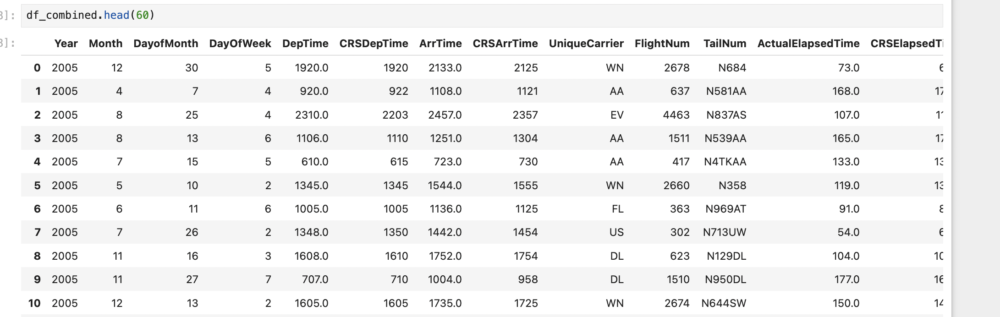 df_combined.head(60)
Year Month DayofMonth DayOfWeek DepTime CRSDepTime ArrTime CRSArrTime UniqueCarrier FlightNum TailNum ActualElapsedTime CRSElapsedTi
0 2005 12 30 5 1920.0 1920 2133.0 2125 WN 2678 N684 73.0
1 2005 4 7 4 920.0 922 1108.0 1121 AA 637 N581AA 168.0 17
2 2005 8 25 4 2310.0 2203 2457.0 2357 EV 4463 N837AS 107.0 11
3 2005 8 13 6 1106.0 1110 1251.0 1304 AA 1511 N539AA 165.0 17
4 2005 7 15 5 610.0 615 723.0 730 AA 417 N4TKAA 133.0 13
5 2005 5 10 2 1345.0 1345 1544.0 1555 WN 2660 N358 119.0 13
6 2005 6 11 6 1005.0 1005 1136.0 1125 FL 363 N969AT 91.0 8
7 2005 7 26 2 1348.0 1350 1442.0 1454 US 302 N713UW 54.0 6
8 2005 11 16 3 1608.0 1610 1752.0 1754 DL 623 N129DL 104.0 10
9 2005 11 27 7 707.0 710 1004.0 958 DL 1510 N950DL 177.0 16
10 2005 12 13 2 1605.0 1605 1735.0 1725 WN 2674 N644SW 150.0 14